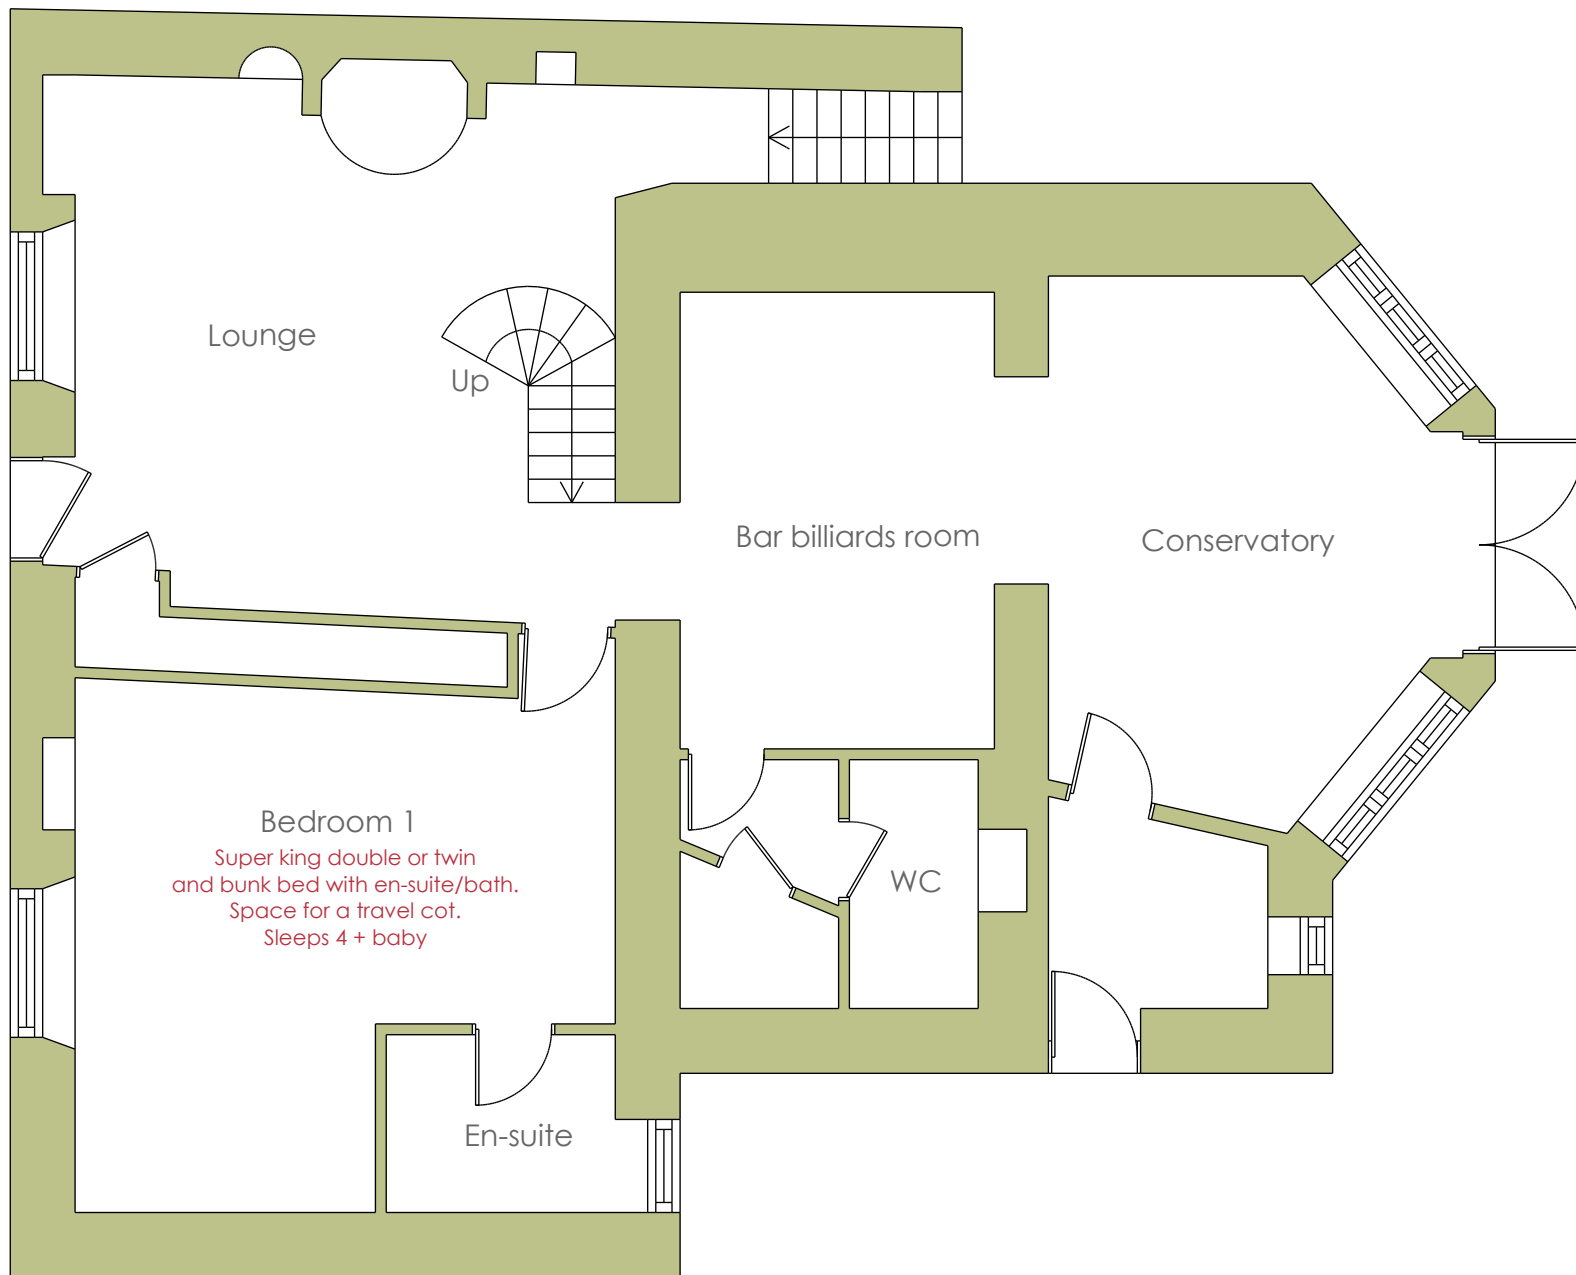 Lounge
Up
Bar billiards room
Conservatory
Bedroom 1
Super king double or twin
and bunk bed with en-suite/bath.
Space for a travel cot.
Sleeps 4 + baby
WC
En-suite